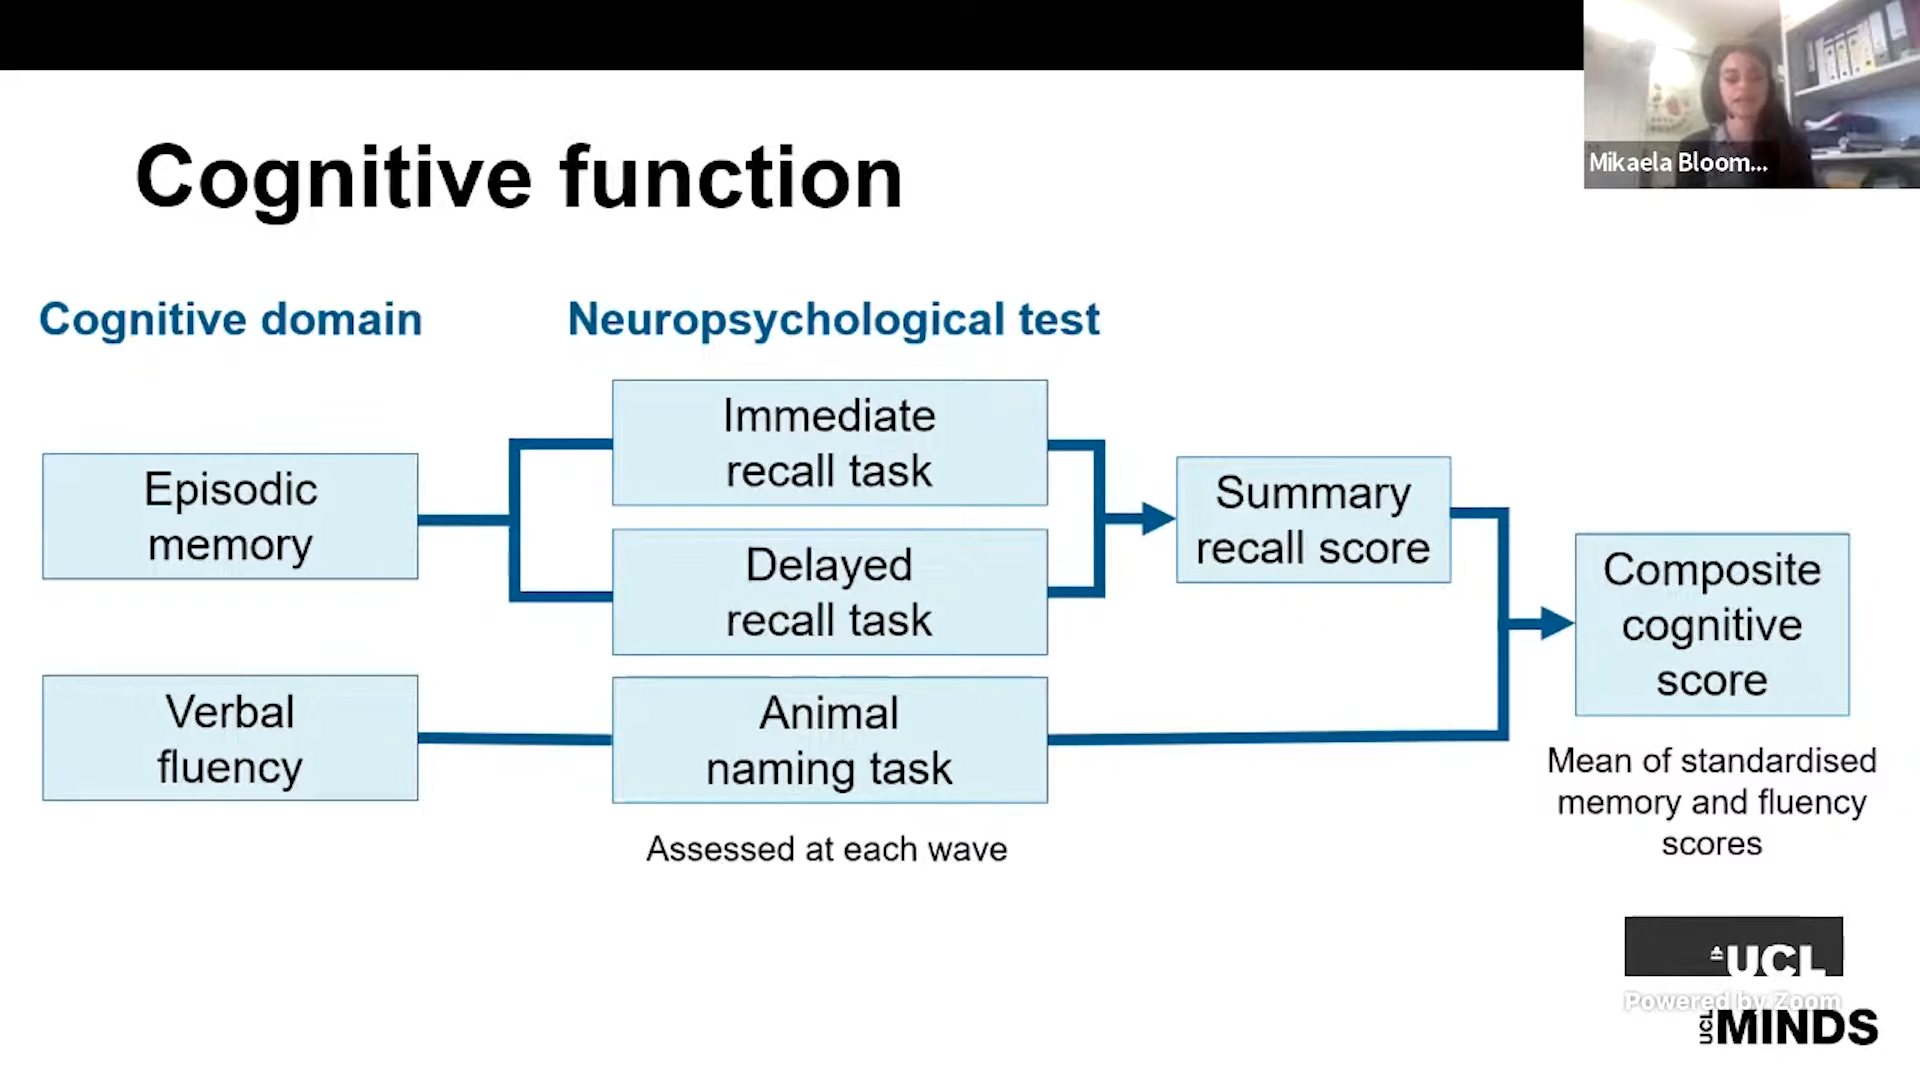 Mikaela Bloom...
Cognitive function
Cognitive domain
Neuropsychological test
Episodic
memory
Immediate
recall task
Delayed
recall task
Summary
recall score
Composite
cognitive
score
Verbal
fluency
Animal
naming task
Assessed at each wave
Mean of standardised
memory and fluency
scores
UCL
Powered by Zoom
UCL MINDS